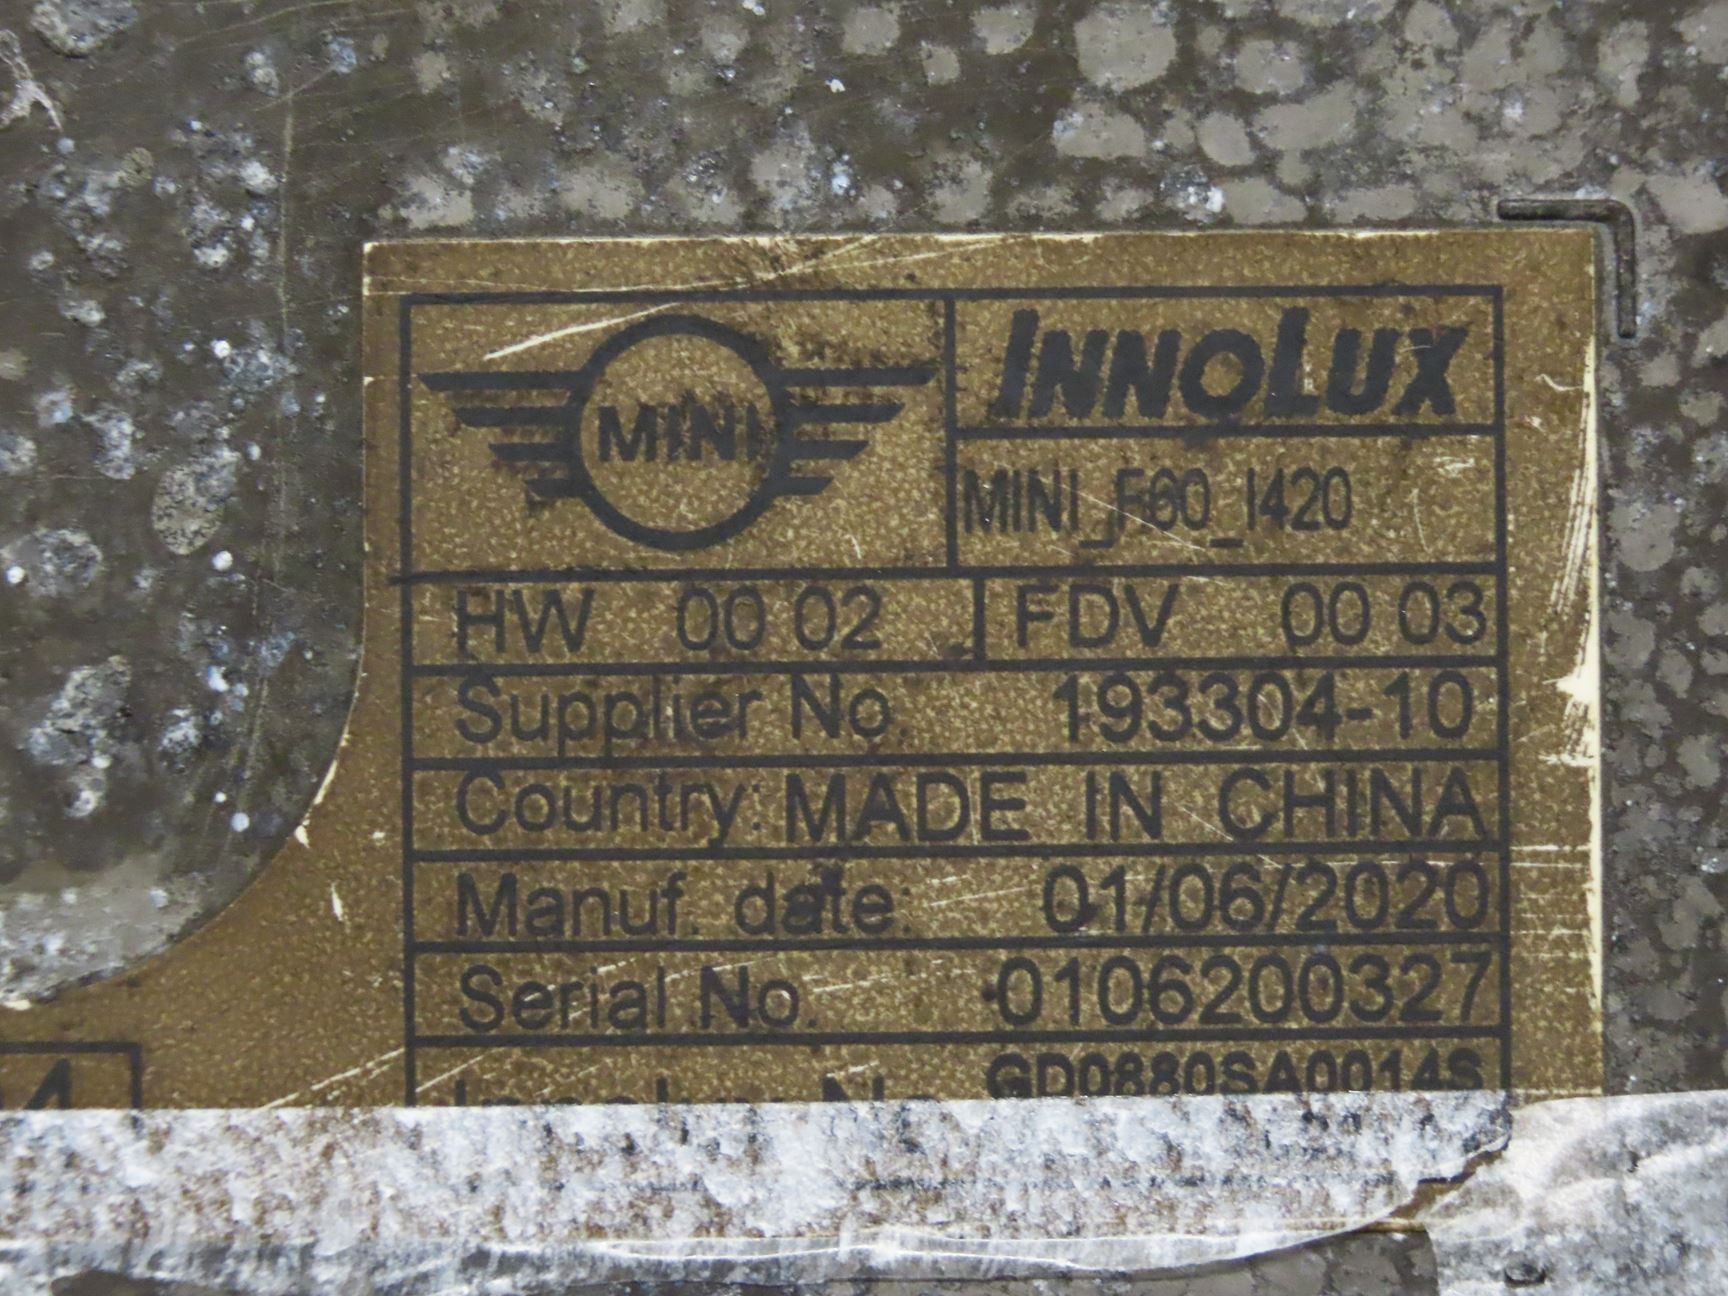 MINI
INNOLUX
MINI_F60_I420
HW 00 02 FDV 00 03
Supplier No. 193304-10
Country: MADE IN CHINA
Manuf. date: 01/06/2020
Serial No. 0106200327
GD0880SA0014S